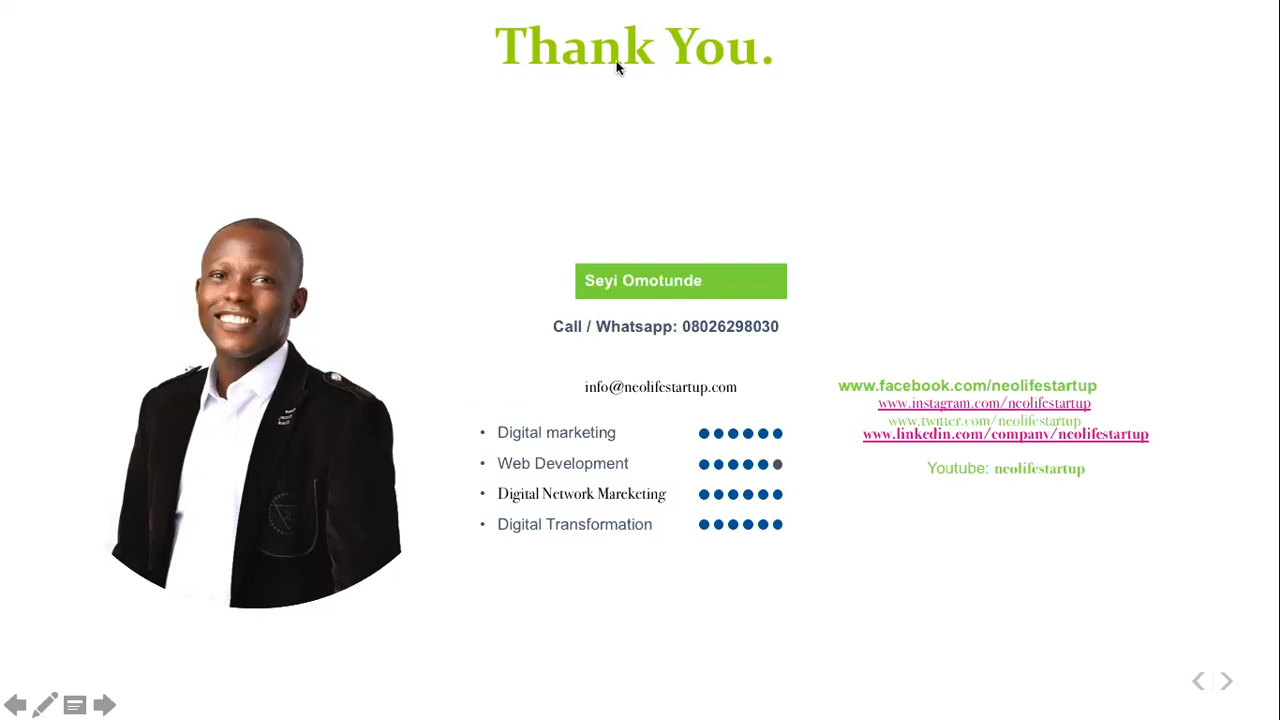 Thank You.
Seyi Omotunde
Call / Whatsapp: 08026298030
info@neolifestartup.com
• Digital marketing
• Web Development
• Digital Network Mareketing
• Digital Transformation
www.facebook.com/neolifestartup
www.instagram.com/neolifestartup
www.twitter.com/neolifestartup
www.linkedin.com/company/neolifestartup
Youtube: neolifestartup